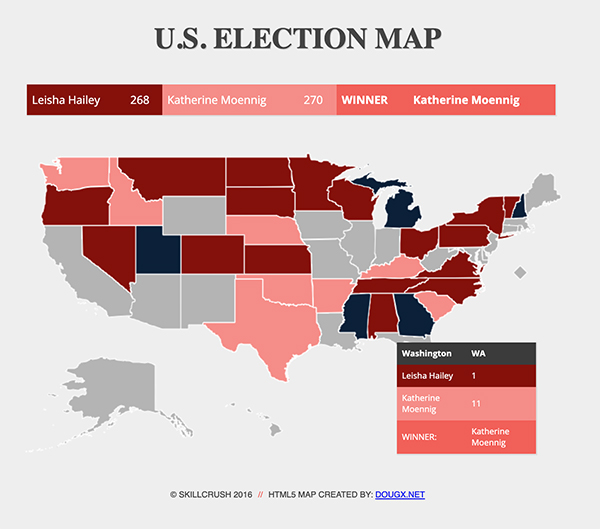 U.S. ELECTION MAP
Leisha Hailey 268 Katherine Moennig 270 WINNER Katherine Moennig
Washington WA
Leisha Hailey 1
Katherine
Moennig 11
WINNER: Katherine
Moennig
© SKILLCRUSH 2016 // HTML5 MAP CREATED BY: DOUGX.NET